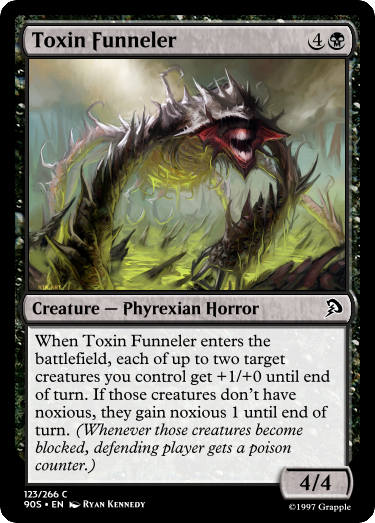 Toxin Funneler 4
Creature — Phyrexian Horror
When Toxin Funneler enters the
battlefield, each of up to two target
creatures you control get +1/+0 until end
of turn. If those creatures don't have
noxious, they gain noxious 1 until end of
turn. (Whenever those creatures become
blocked, defending player gets a poison
counter.)
4/4
123/266 C
90S • EN Ryan Kennedy
©1997 Grapple